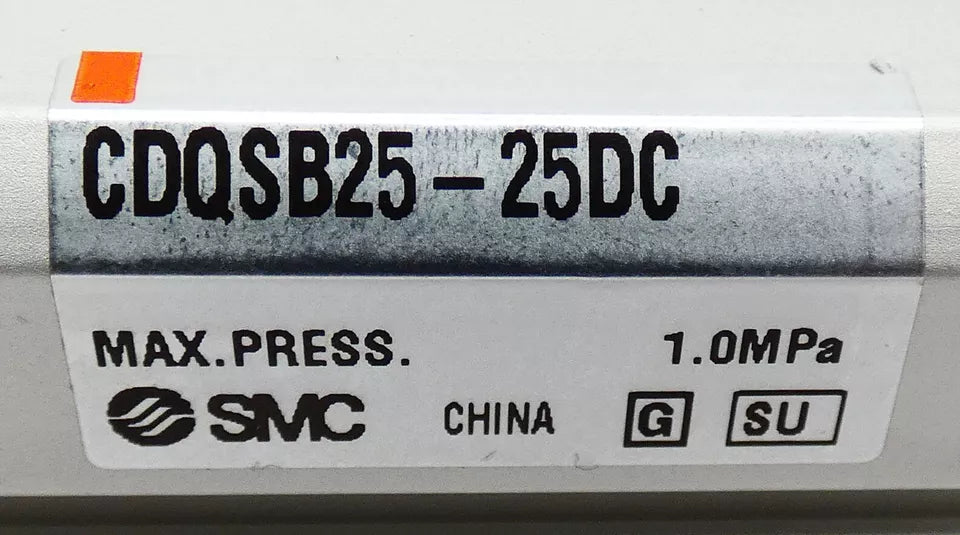 CDQSB25-25DC
MAX.PRESS. 1.0MPa
SMC CHINA G SU